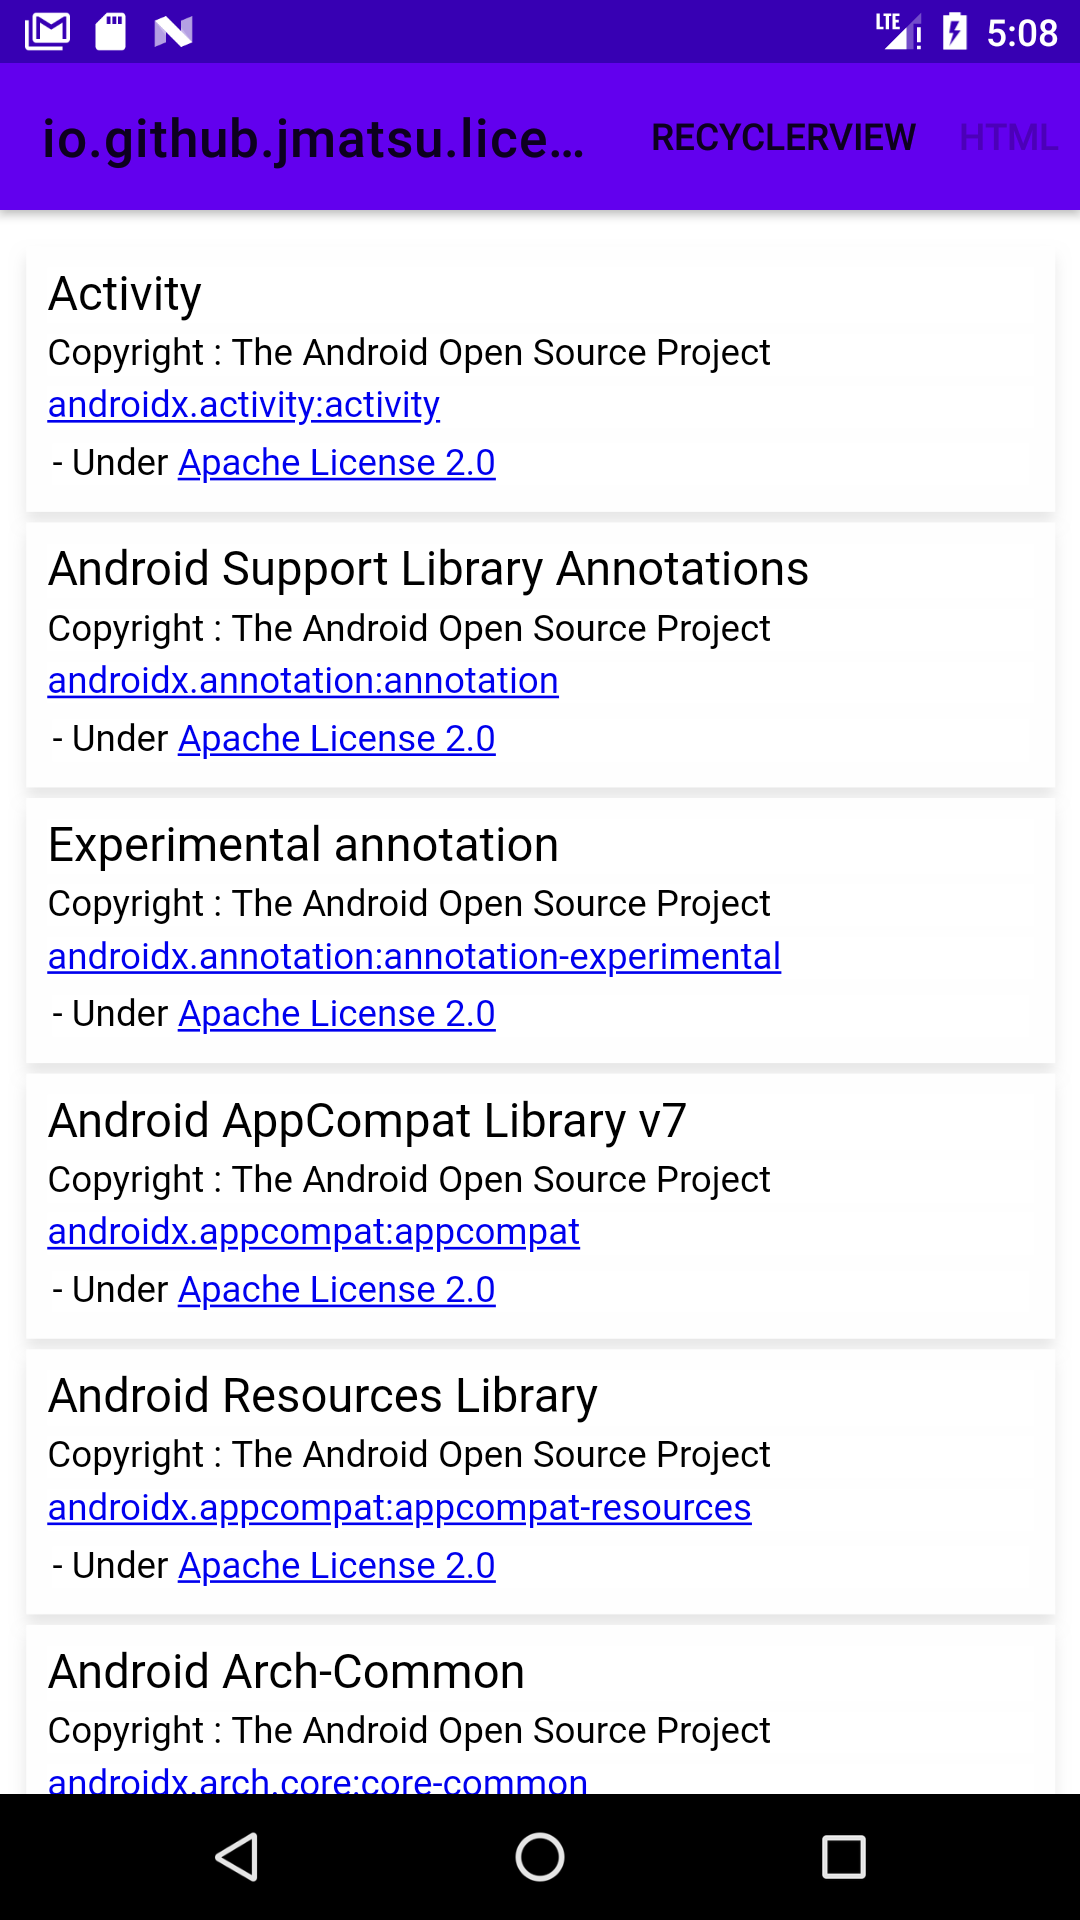 LTE 5:08
io.github.jmatsu.lice... RECYCLERVIEW HTML
Activity
Copyright : The Android Open Source Project
androidx.activity:activity
- Under Apache License 2.0
Android Support Library Annotations
Copyright : The Android Open Source Project
androidx.annotation:annotation
- Under Apache License 2.0
Experimental annotation
Copyright : The Android Open Source Project
androidx.annotation:annotation-experimental
- Under Apache License 2.0
Android AppCompat Library v7
Copyright : The Android Open Source Project
androidx.appcompat:appcompat
- Under Apache License 2.0
Android Resources Library
Copyright : The Android Open Source Project
androidx.appcompat:appcompat-resources
- Under Apache License 2.0
Android Arch-Common
Copyright : The Android Open Source Project
androidx.arch.core:core-common